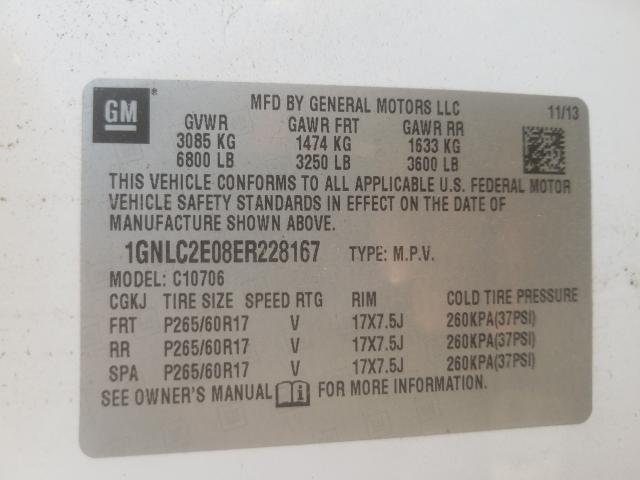 GM
MFD BY GENERAL MOTORS LLC 11/13
GVWR GAWR FRT GAWR RR
3085 KG 1474 KG 1633 KG
6800 LB 3250 LB 3600 LB
THIS VEHICLE CONFORMS TO ALL APPLICABLE U.S. FEDERAL MOTOR
VEHICLE SAFETY STANDARDS IN EFFECT ON THE DATE OF
MANUFACTURE SHOWN ABOVE.
1GNLC2E08ER228167 TYPE: M.P.V.
MODEL: C10706
CGKJ TIRE SIZE SPEED RTG RIM COLD TIRE PRESSURE
FRT P265/60R17 V 17X7.5J 260KPA(37PSI)
RR P265/60R17 V 17X7.5J 260KPA(37PSI)
SPA P265/60R17 V 17X7.5J 260KPA(37PSI)
SEE OWNER'S MANUAL FOR MORE INFORMATION.